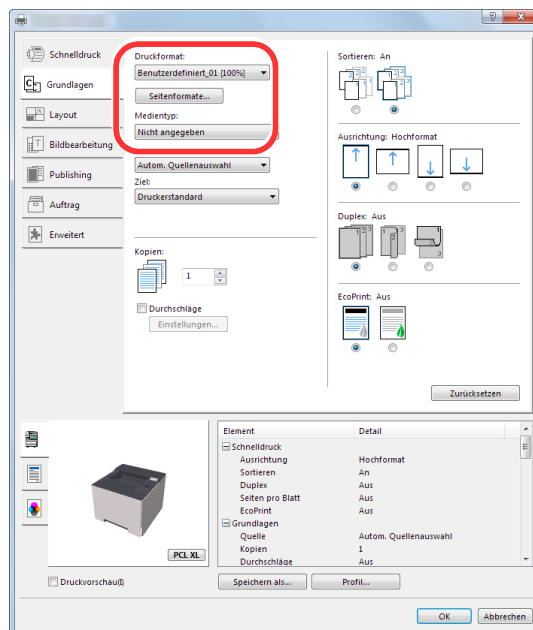 Schnelldruck
Grundlagen
Layout
Bildbearbeitung
Publishing
Auftrag
Erweitert
Druckformat:
Benutzerdefiniert_01 [100%]
Seitenformate...
Medientyp:
Nicht angegeben
Autom. Quellenauswahl
Ziel:
Druckerstandard
Kopien:
1
Durchschläge
Einstellungen...
Sortieren: An
Ausrichtung: Hochformat
Duplex: Aus
EcoPrint: Aus
Zurücksetzen
PCL XL
Druckvorschau(I)
Element Detail
Schnelldruck
Ausrichtung Hochformat
Sortieren An
Duplex Aus
Seiten pro Blatt Aus
EcoPrint Aus
Grundlagen
Quelle Autom. Quellenauswahl
Kopien 1
Durchschläge Aus
Speichern als... Profil...
OK Abbrechen